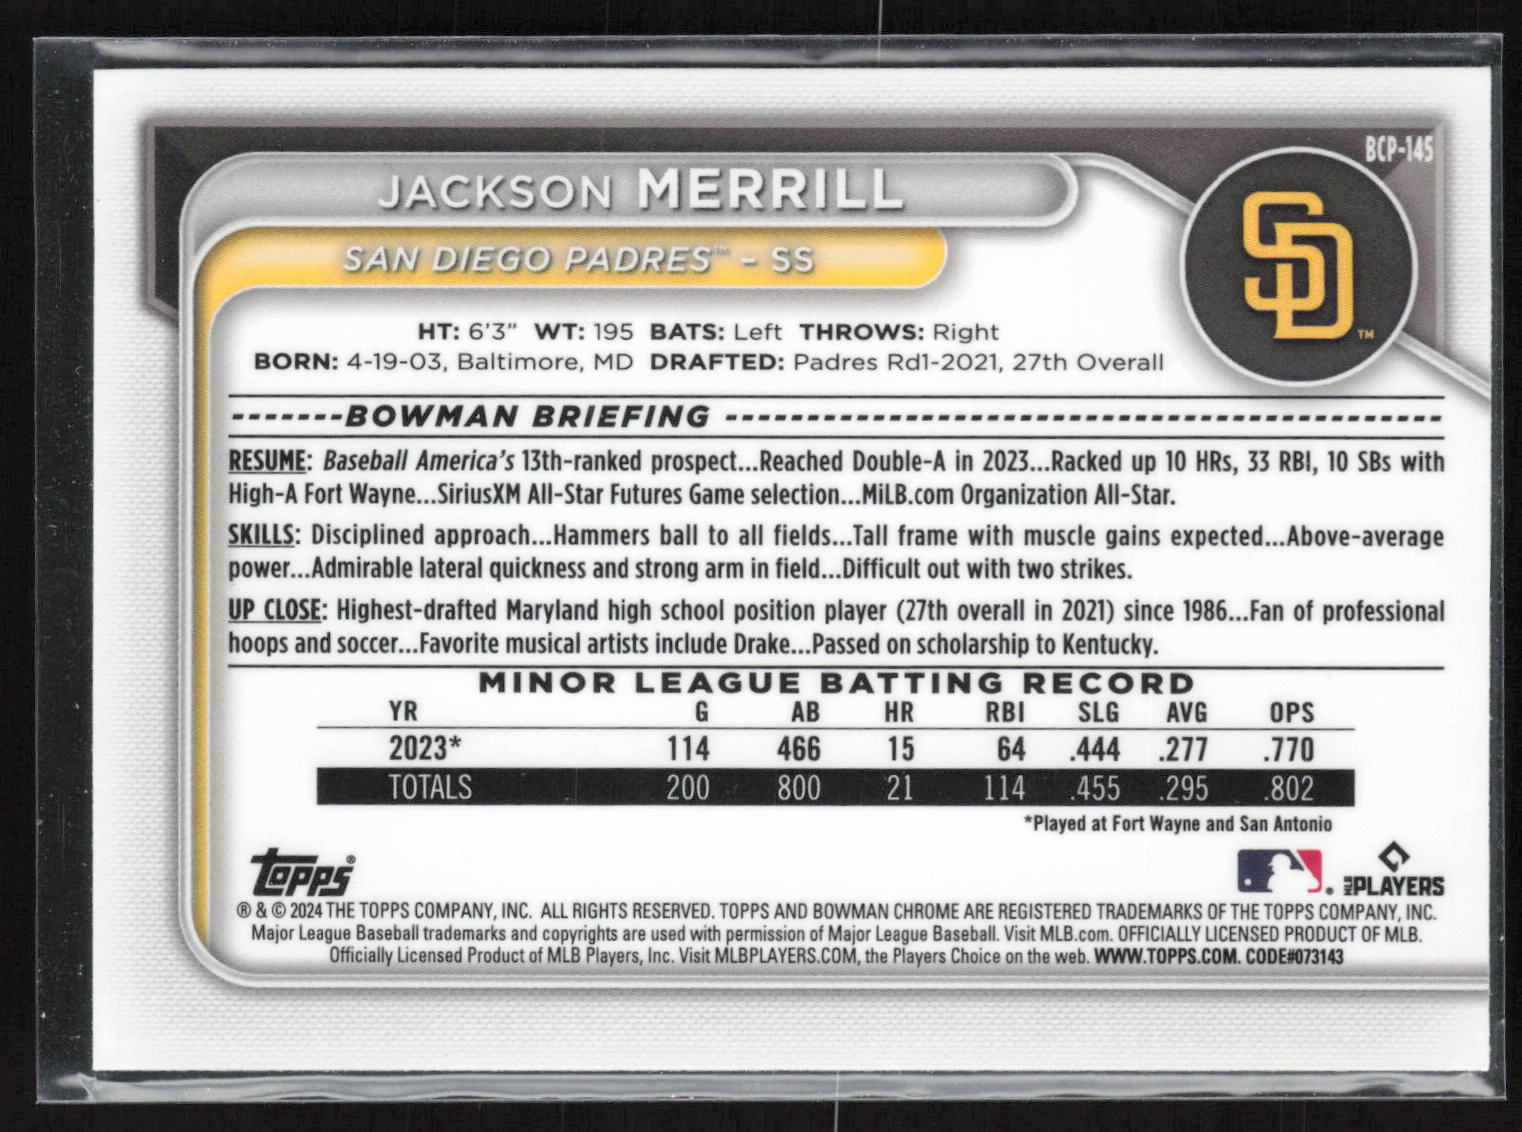 BCP-145
JACKSON MERRILL
SAN DIEGO PADRES™ - SS
SD™
HT: 6'3" WT: 195 BATS: Left THROWS: Right
BORN: 4-19-03, Baltimore, MD DRAFTED: Padres Rd1-2021, 27th Overall
-------BOWMAN BRIEFING ------------------------------------------
RESUME: Baseball America's 13th-ranked prospect...Reached Double-A in 2023...Racked up 10 HRs, 33 RBI, 10 SBs with
High-A Fort Wayne...SiriusXM All-Star Futures Game selection...MiLB.com Organization All-Star.
SKILLS: Disciplined approach...Hammers ball to all fields...Tall frame with muscle gains expected...Above-average
power...Admirable lateral quickness and strong arm in field...Difficult out with two strikes.
UP CLOSE: Highest-drafted Maryland high school position player (27th overall in 2021) since 1986...Fan of professional
hoops and soccer...Favorite musical artists include Drake...Passed on scholarship to Kentucky.
MINOR LEAGUE BATTING RECORD
YR G AB HR RBI SLG AVG OPS
2023* 114 466 15 64 .444 .277 .770
TOTALS 200 800 21 114 .455 .295 .802
*Played at Fort Wayne and San Antonio
Topps® ® MLB PLAYERS
® & © 2024 THE TOPPS COMPANY, INC. ALL RIGHTS RESERVED. TOPPS AND BOWMAN CHROME ARE REGISTERED TRADEMARKS OF THE TOPPS COMPANY, INC.
Major League Baseball trademarks and copyrights are used with permission of Major League Baseball. Visit MLB.com. OFFICIALLY LICENSED PRODUCT OF MLB.
Officially Licensed Product of MLB Players, Inc. Visit MLBPLAYERS.COM, the Players Choice on the web. WWW.TOPPS.COM. CODE#073143